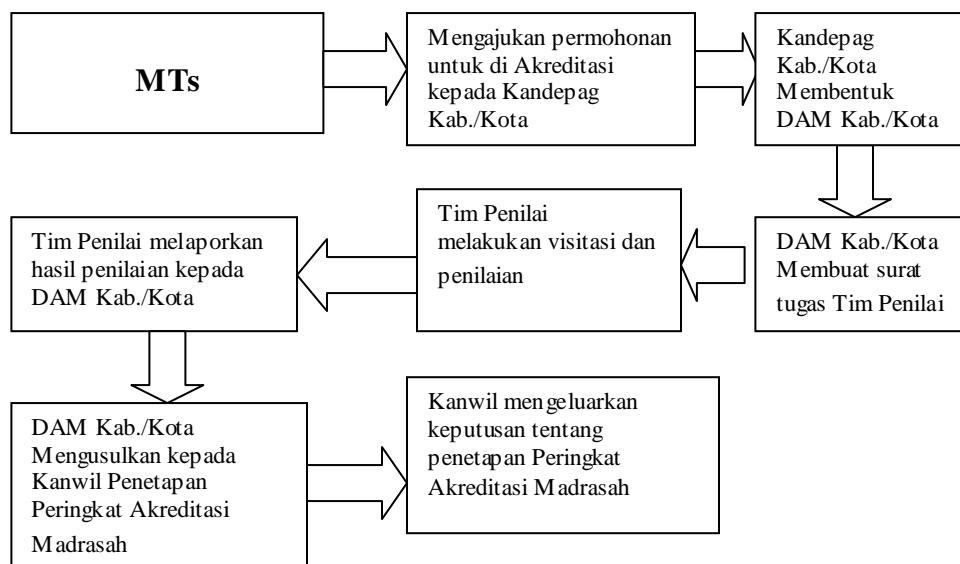 MTs
Mengajukan permohonan
untuk di Akreditasi
kepada Kandepag
Kab./Kota
Kandepag
Kab./Kota
Membentuk
DAM Kab./Kota
DAM Kab./Kota
Membuat surat
tugas Tim Penilai
Tim Penilai
melakukan visitasi dan
penilaian
Tim Penilai melaporkan
hasil penilaian kepada
DAM Kab./Kota
DAM Kab./Kota
Mengusulkan kepada
Kanwil Penetapan
Peringkat Akreditasi
Madrasah
Kanwil mengeluarkan
keputusan tentang
penetapan Peringkat
Akreditasi Madrasah